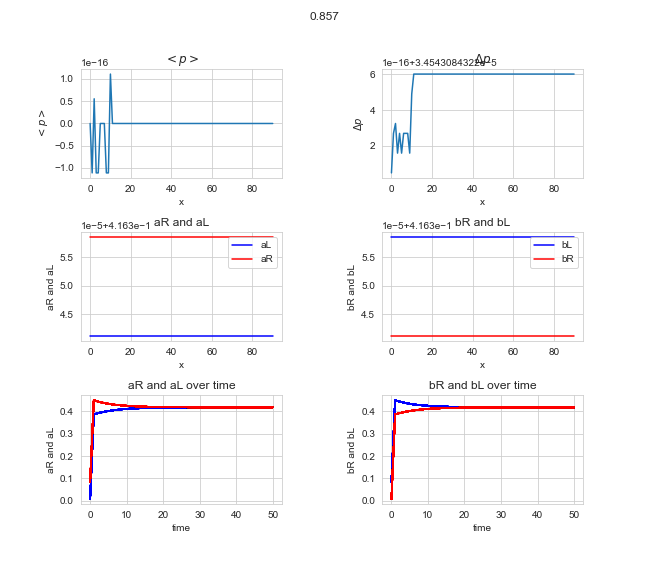 0.857
<p>
1e−16
1.0
0.5
0.0
−0.5
−1.0
<p>
0 20 40 60 80
x
Δp
1e−16+3.4543084322e−5
6
4
2
Δp
0 20 40 60 80
x
aR and aL
1e−5+4.163e−1
5.5
5.0
4.5
aR and aL
aL
aR
0 20 40 60 80
x
bR and bL
1e−5+4.163e−1
5.5
5.0
4.5
bR and bL
bL
bR
0 20 40 60 80
x
aR and aL over time
0.4
0.3
0.2
0.1
0.0
aR and aL
0 10 20 30 40 50
time
bR and bL over time
0.4
0.3
0.2
0.1
0.0
bR and bL
0 10 20 30 40 50
time